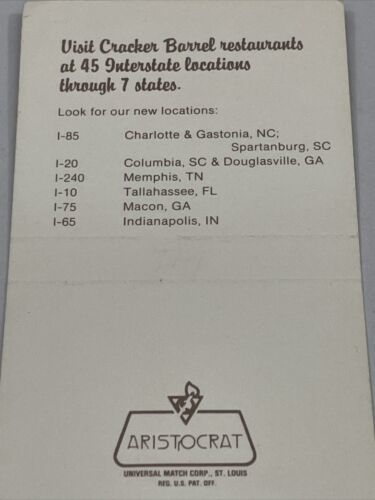 Visit Cracker Barrel restaurants
at 45 Interstate locations
through 7 states.
Look for our new locations:
I-85 Charlotte & Gastonia, NC;
Spartanburg, SC
I-20 Columbia, SC & Douglasville, GA
I-240 Memphis, TN
I-10 Tallahassee, FL
I-75 Macon, GA
I-65 Indianapolis, IN
ARISTOCRAT
UNIVERSAL MATCH CORP., ST. LOUIS
REG. U.S. PAT. OFF.